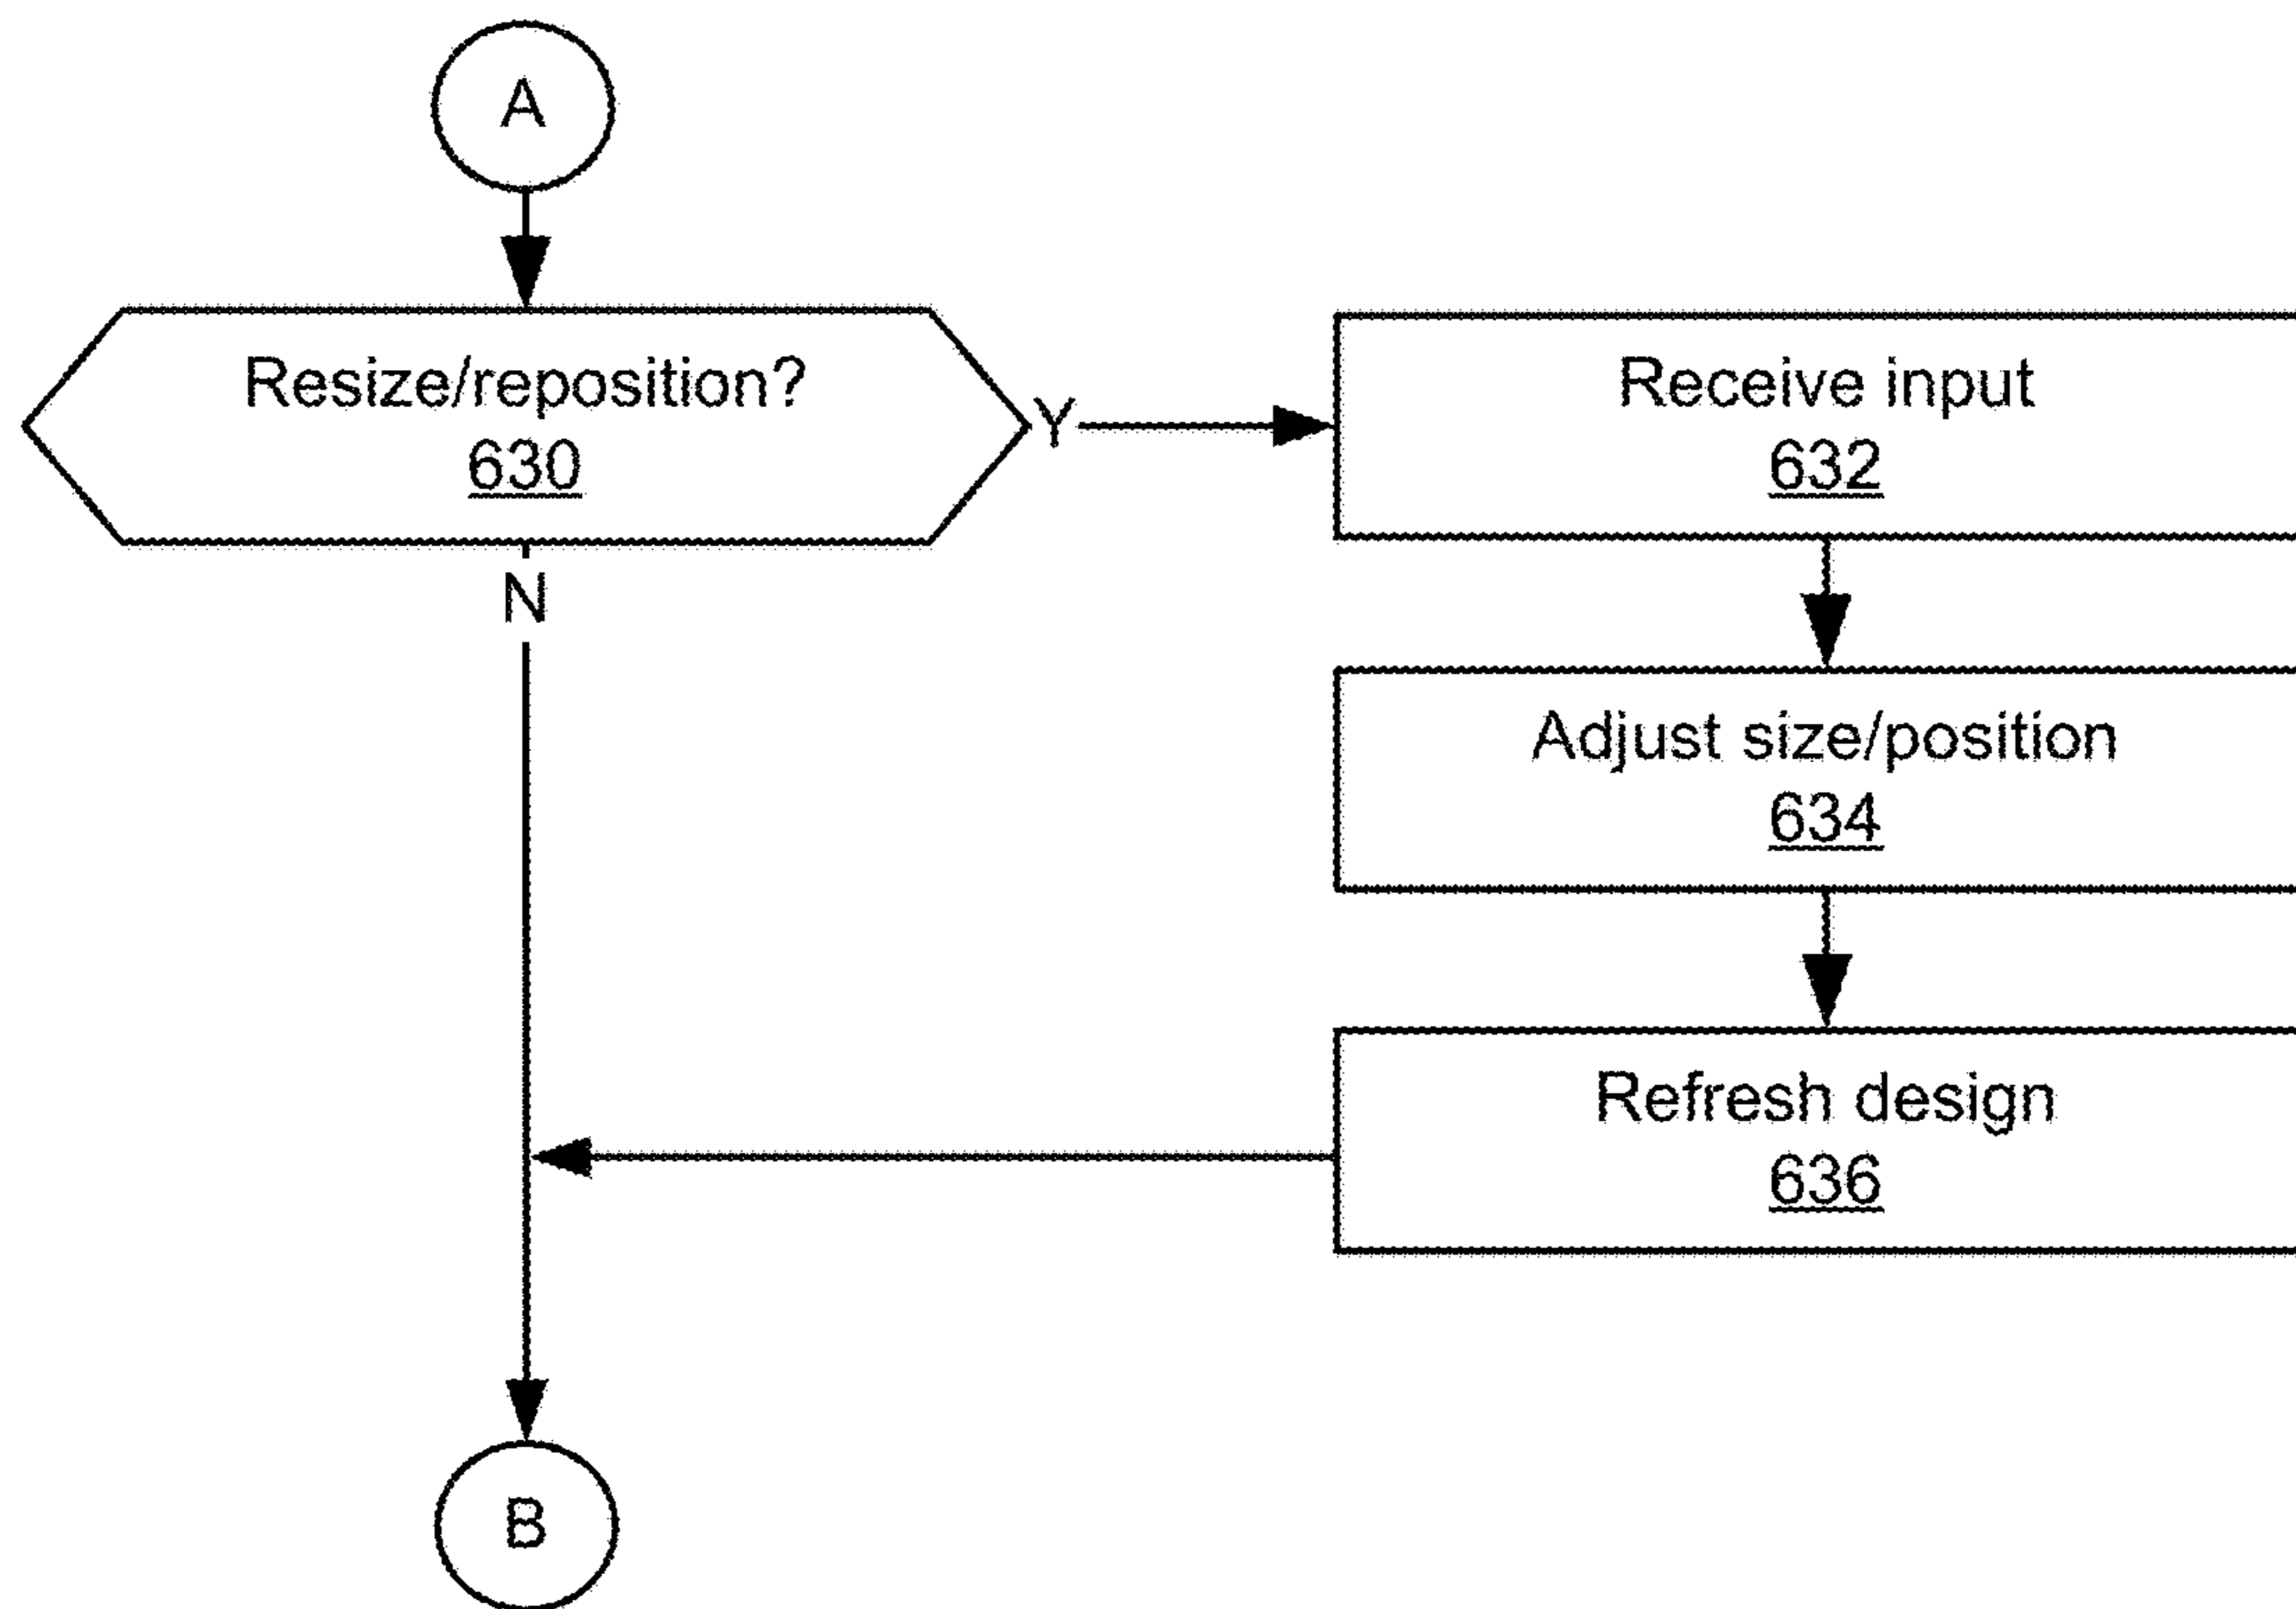 A
Resize/reposition?
630
Y
Receive input
632
N
Adjust size/position
634
Refresh design
636
B